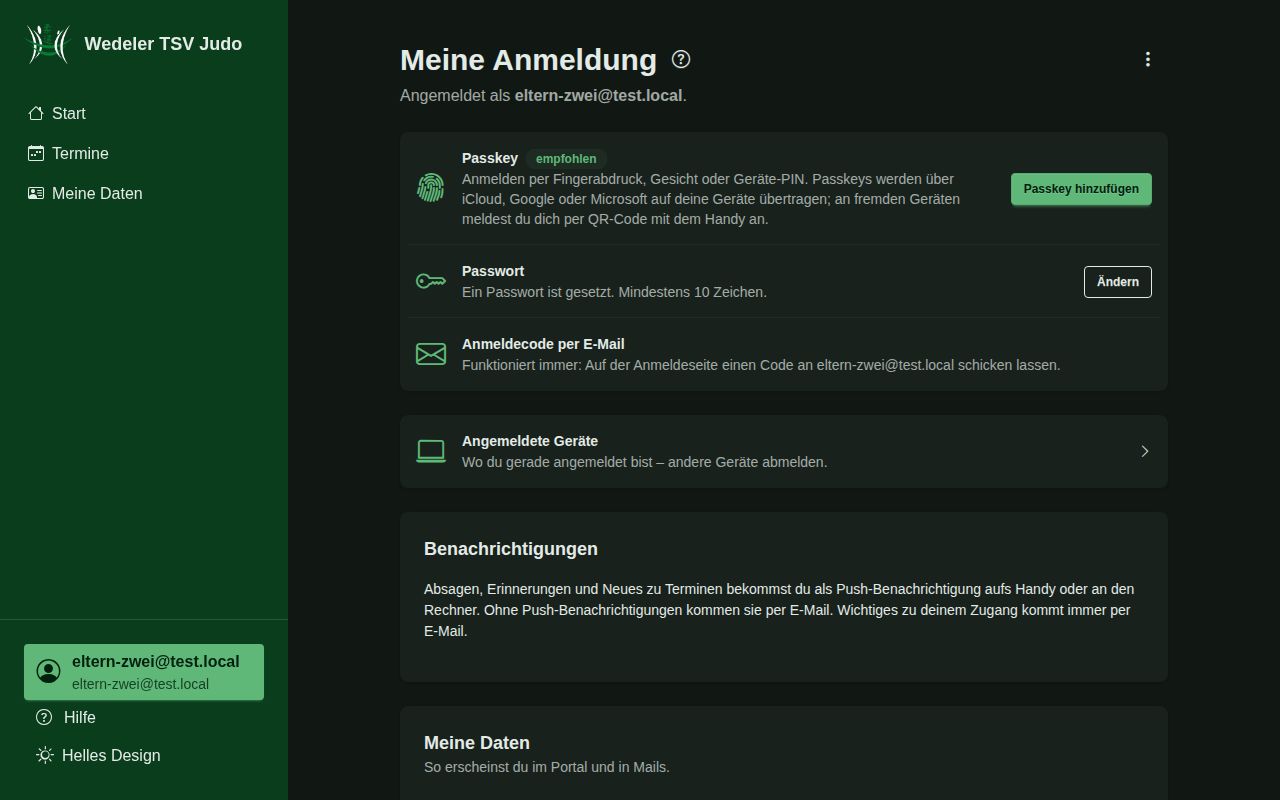 Wedeler TSV Judo
Start
Termine
Meine Daten
eltern-zwei@test.local
eltern-zwei@test.local
Hilfe
Helles Design
Meine Anmeldung
Angemeldet als eltern-zwei@test.local.
Passkey empfohlen
Anmelden per Fingerabdruck, Gesicht oder Geräte-PIN. Passkeys werden über
iCloud, Google oder Microsoft auf deine Geräte übertragen; an fremden Geräten
meldest du dich per QR-Code mit dem Handy an.
Passkey hinzufügen
Passwort
Ein Passwort ist gesetzt. Mindestens 10 Zeichen.
Ändern
Anmeldecode per E-Mail
Funktioniert immer: Auf der Anmeldeseite einen Code an eltern-zwei@test.local schicken lassen.
Angemeldete Geräte
Wo du gerade angemeldet bist – andere Geräte abmelden.
Benachrichtigungen
Absagen, Erinnerungen und Neues zu Terminen bekommst du als Push-Benachrichtigung aufs Handy oder an den
Rechner. Ohne Push-Benachrichtigungen kommen sie per E-Mail. Wichtiges zu deinem Zugang kommt immer per
E-Mail.
Meine Daten
So erscheinst du im Portal und in Mails.